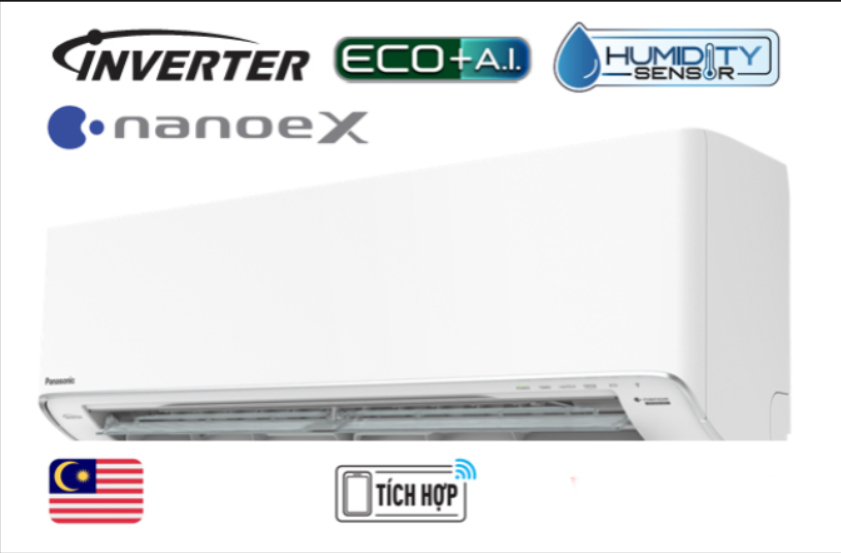 iNVERTER
ECO+A.I.
HUMIDITY
SENSOR
nanoeX
Panasonic
TÍCH HỢP